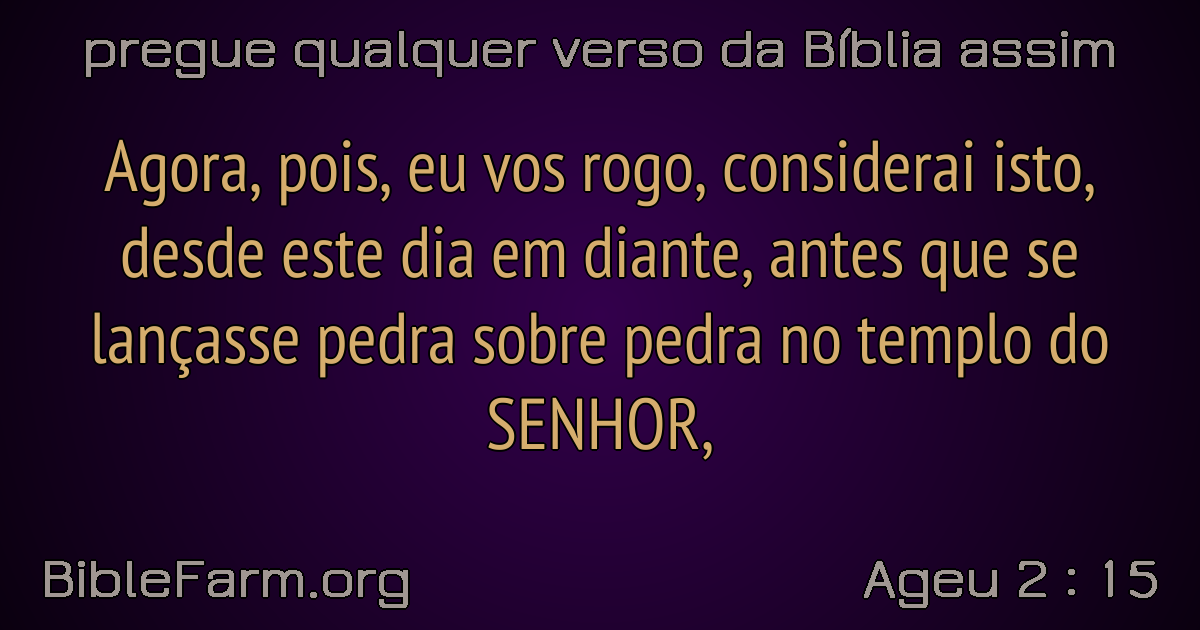 pregue qualquer verso da Bíblia assim
Agora, pois, eu vos rogo, considerai isto,
desde este dia em diante, antes que se
lançasse pedra sobre pedra no templo do
SENHOR,
BibleFarm.org
Ageu 2 : 15